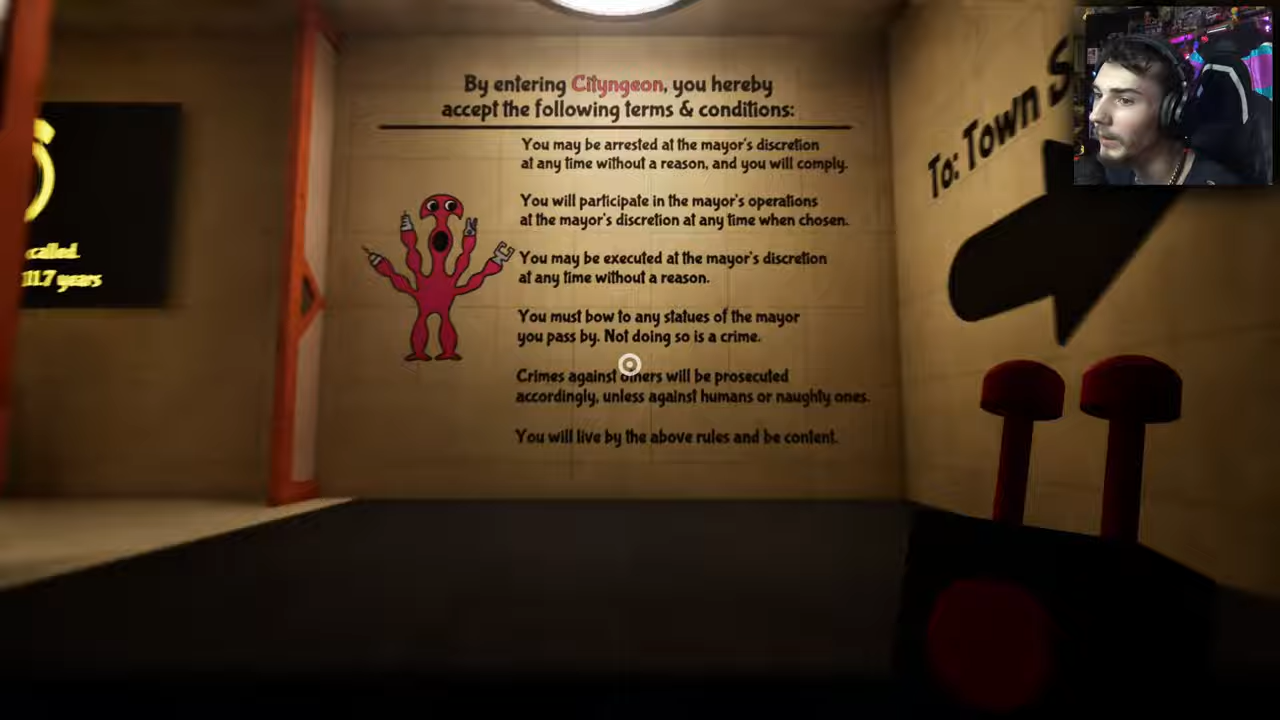 By entering Cityngeon, you hereby
accept the following terms & conditions:
You may be arrested at the mayor's discretion
at any time without a reason, and you will comply.
You will participate in the mayor's operations
at the mayor's discretion at any time when chosen.
You may be executed at the mayor's discretion
at any time without a reason.
You must bow to any statues of the mayor
you pass by. Not doing so is a crime.
Crimes against others will be prosecuted
accordingly, unless against humans or naughty ones.
You will live by the above rules and be content.
called.
11.7 years
To: Town